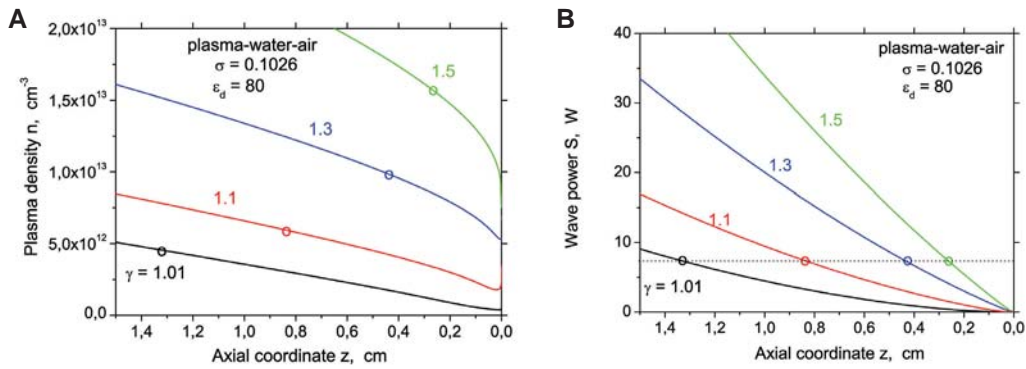 A
2,0x10¹³
1,5x10¹³
1,0x10¹³
5,0x10¹²
0,0
Plasma density n, cm⁻³
plasma-water-air
σ = 0.1026
ε_d = 80
1.5
1.3
1.1
γ = 1.01
1,4 1,2 1,0 0,8 0,6 0,4 0,2 0,0
Axial coordinate z, cm
B
40
30
20
10
0
Wave power S, W
plasma-water-air
σ = 0.1026
ε_d = 80
1.5
1.3
1.1
γ = 1.01
1,4 1,2 1,0 0,8 0,6 0,4 0,2 0,0
Axial coordinate z, cm